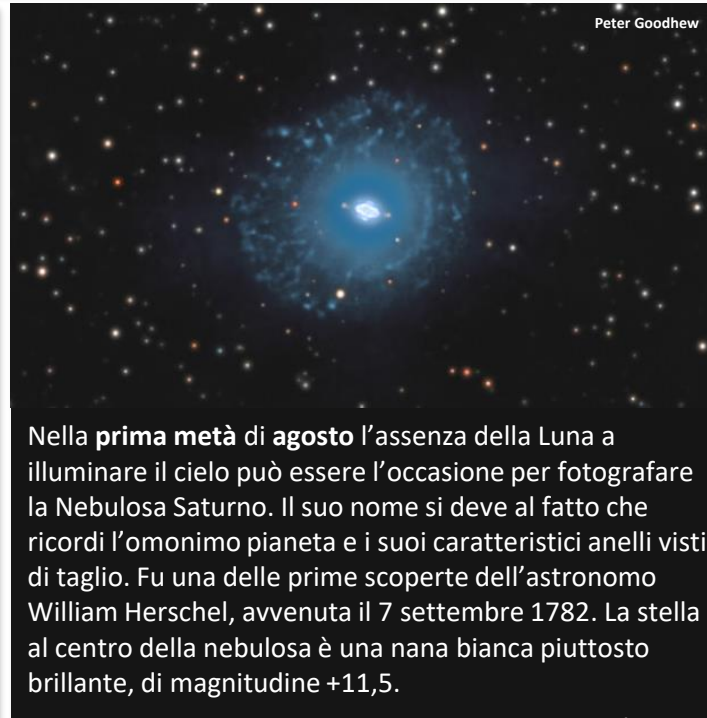 Peter Goodhew
Nella prima metà di agosto l’assenza della Luna a
illuminare il cielo può essere l’occasione per fotografare
la Nebulosa Saturno. Il suo nome si deve al fatto che
ricordi l’omonimo pianeta e i suoi caratteristici anelli visti
di taglio. Fu una delle prime scoperte dell’astronomo
William Herschel, avvenuta il 7 settembre 1782. La stella
al centro della nebulosa è una nana bianca piuttosto
brillante, di magnitudine +11,5.